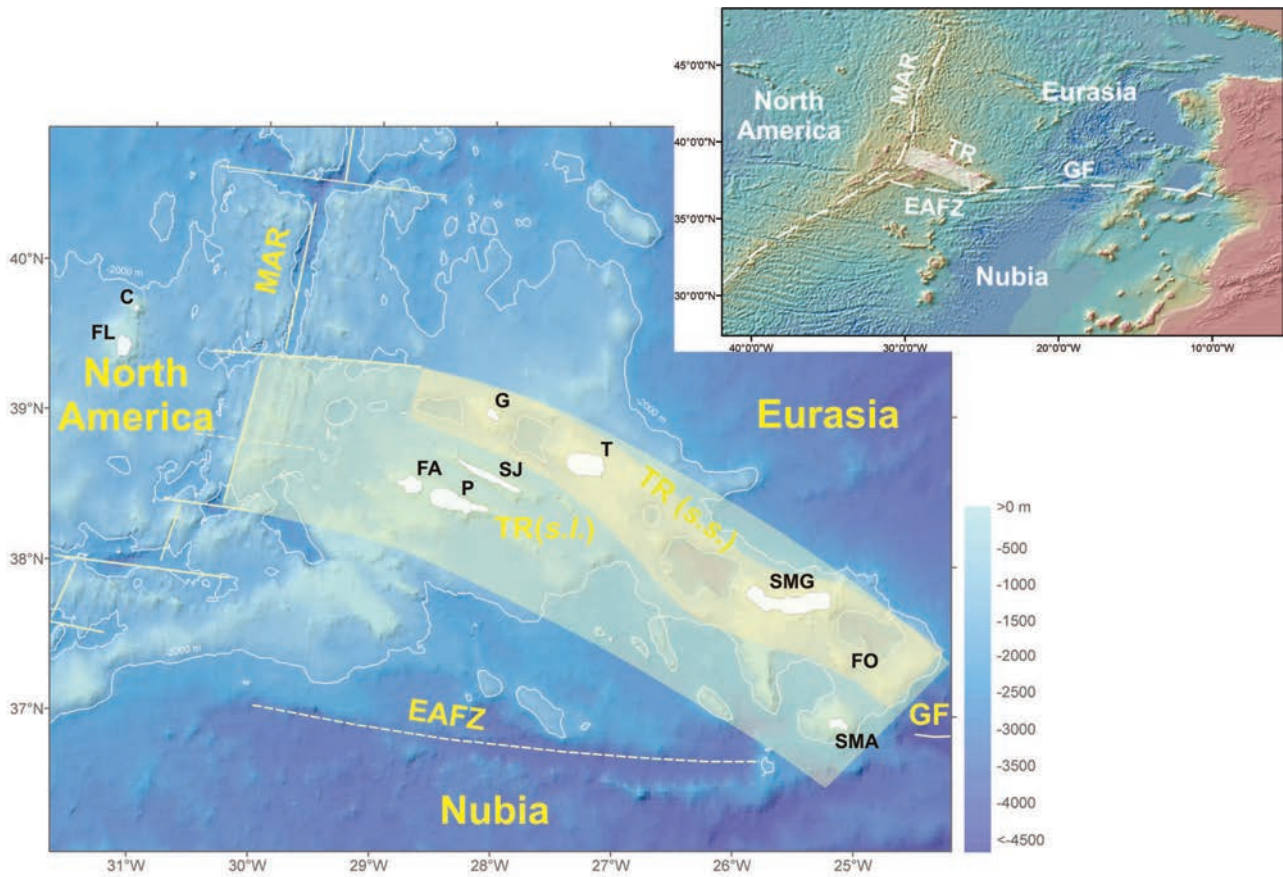 45°0'0"N
40°0'0"N
35°0'0"N
30°0'0"N
40°0'0"W
30°0'0"W
20°0'0"W
10°0'0"W
North
America
MAR
Eurasia
TR
GF
EAFZ
Nubia
40°N
39°N
38°N
37°N
-2000 m
MAR
C
FL
North
America
-2000 m
Eurasia
G
T
FA
SJ
P
TR (s.s.)
TR(s.l.)
SMG
FO
-2000 m
EAFZ
GF
SMA
Nubia
31°W
30°W
29°W
28°W
27°W
26°W
25°W
>0 m
-500
-1000
-1500
-2000
-2500
-3000
-3500
-4000
<-4500